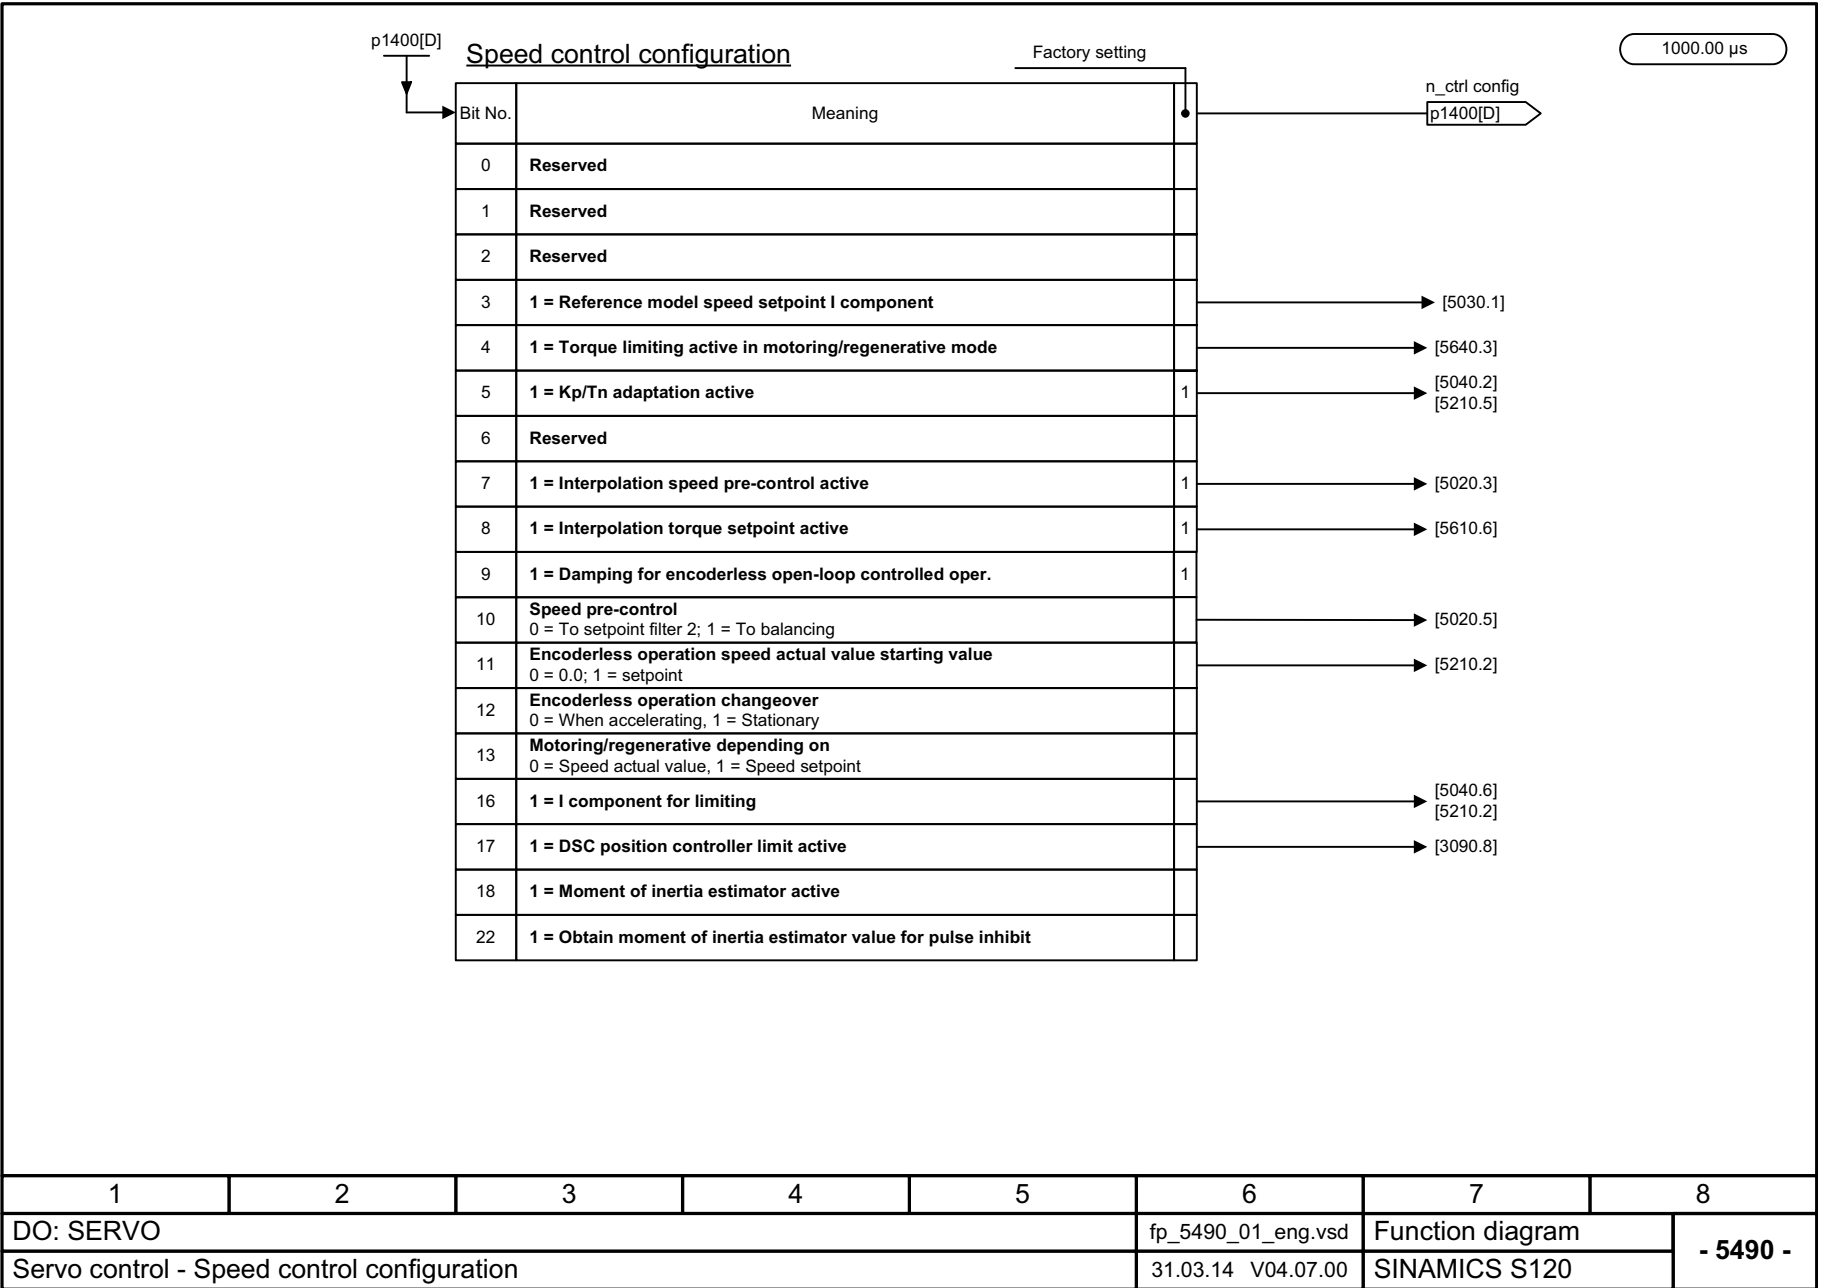 p1400[D]
Speed control configuration
Factory setting
1000.00 µs
n_ctrl config
Bit No. Meaning p1400[D]
0 Reserved
1 Reserved
2 Reserved
3 1 = Reference model speed setpoint I component [5030.1]
4 1 = Torque limiting active in motoring/regenerative mode [5640.3]
5 1 = Kp/Tn adaptation active 1 [5040.2]
[5210.5]
6 Reserved
7 1 = Interpolation speed pre-control active 1 [5020.3]
8 1 = Interpolation torque setpoint active 1 [5610.6]
9 1 = Damping for encoderless open-loop controlled oper. 1
10 Speed pre-control
0 = To setpoint filter 2; 1 = To balancing [5020.5]
11 Encoderless operation speed actual value starting value
0 = 0.0; 1 = setpoint [5210.2]
12 Encoderless operation changeover
0 = When accelerating, 1 = Stationary
13 Motoring/regenerative depending on
0 = Speed actual value, 1 = Speed setpoint
16 1 = I component for limiting [5040.6]
[5210.2]
17 1 = DSC position controller limit active [3090.8]
18 1 = Moment of inertia estimator active
22 1 = Obtain moment of inertia estimator value for pulse inhibit
1 2 3 4 5 6 7 8
DO: SERVO fp_5490_01_eng.vsd Function diagram
- 5490 -
Servo control - Speed control configuration 31.03.14 V04.07.00 SINAMICS S120